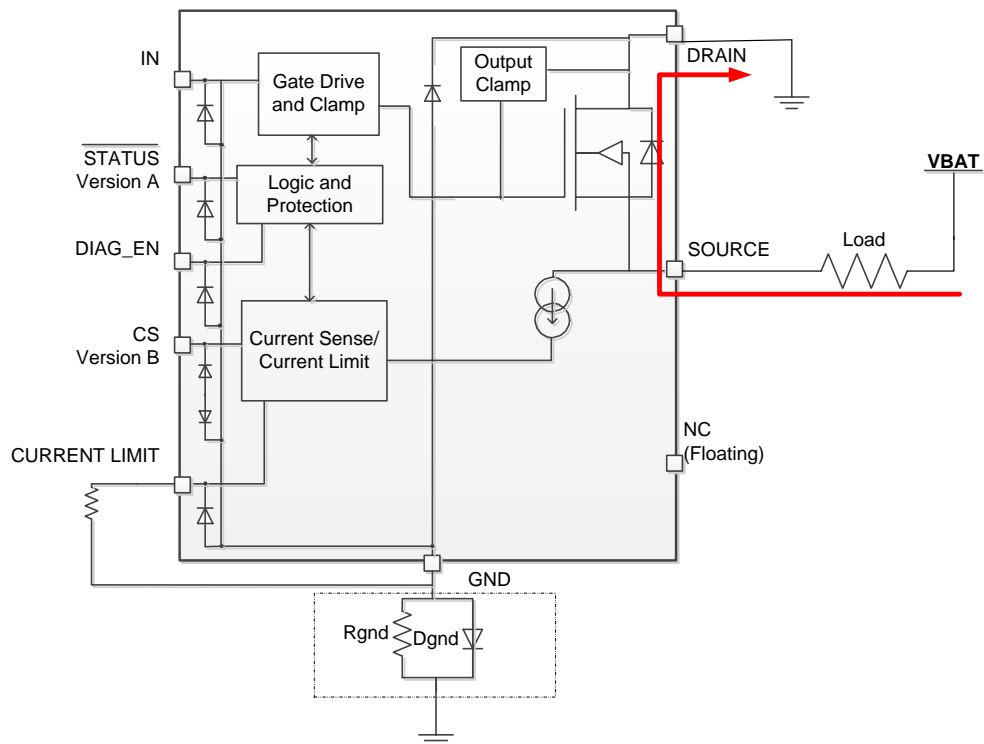 IN
Gate Drive
and Clamp
Output
Clamp
DRAIN
STATUS
Version A
Logic and
Protection
VBAT
DIAG_EN
SOURCE
Load
CS
Version B
Current Sense/
Current Limit
NC
(Floating)
CURRENT LIMIT
GND
Rgnd
Dgnd